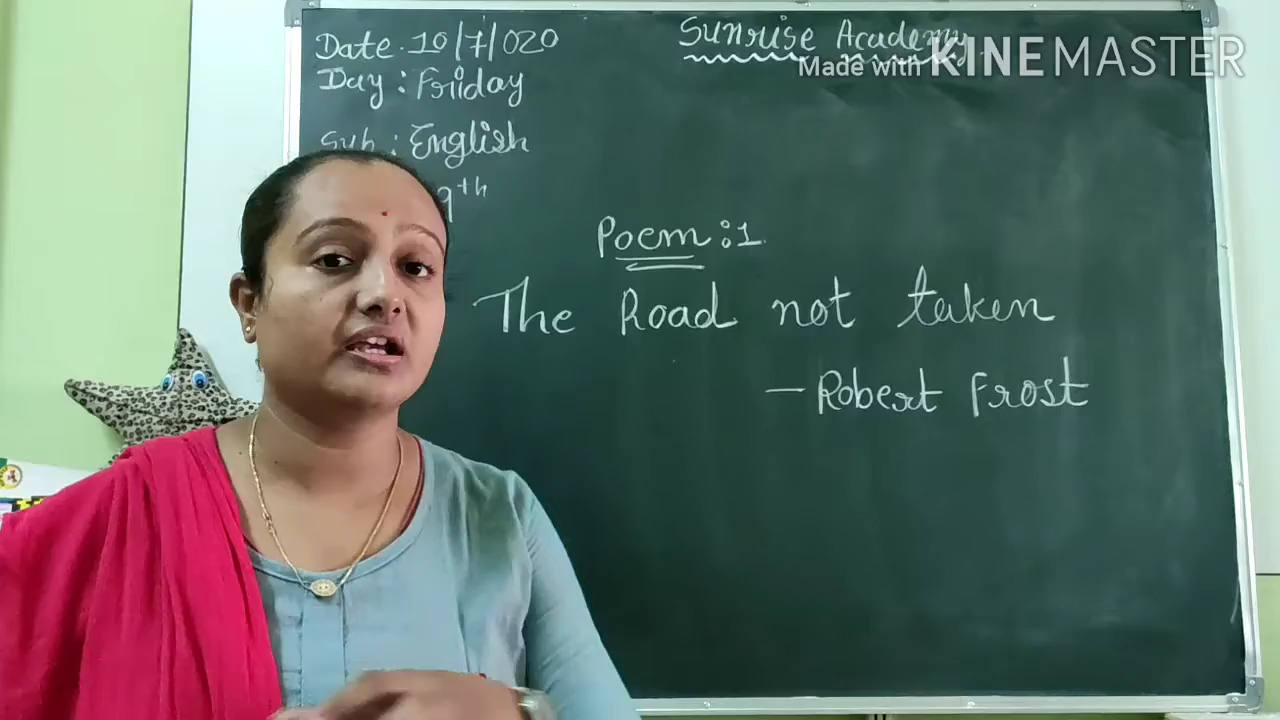 Date. 10/7/020
Sunrise Academy
Made with KINEMASTER
Day : Friday
Sub : English
9th
Poem : 1
The Road not taken
- Robert Frost